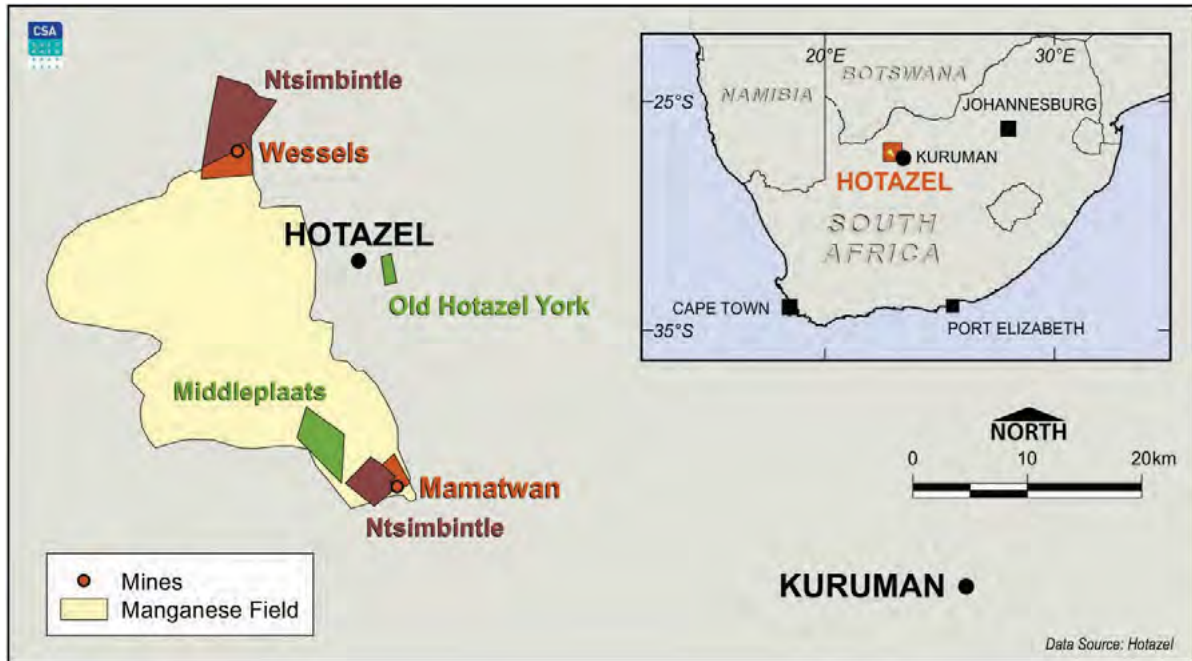 CSA
Ntsimbintle
Wessels
HOTAZEL
Old Hotazel York
Middleplaats
Mamatwan
Ntsimbintle
Mines
Manganese Field
20°E
30°E
BOTSWANA
NAMIBIA
25°S
JOHANNESBURG
KURUMAN
HOTAZEL
SOUTH
AFRICA
CAPE TOWN
PORT ELIZABETH
35°S
NORTH
0 10 20km
KURUMAN
Data Source: Hotazel